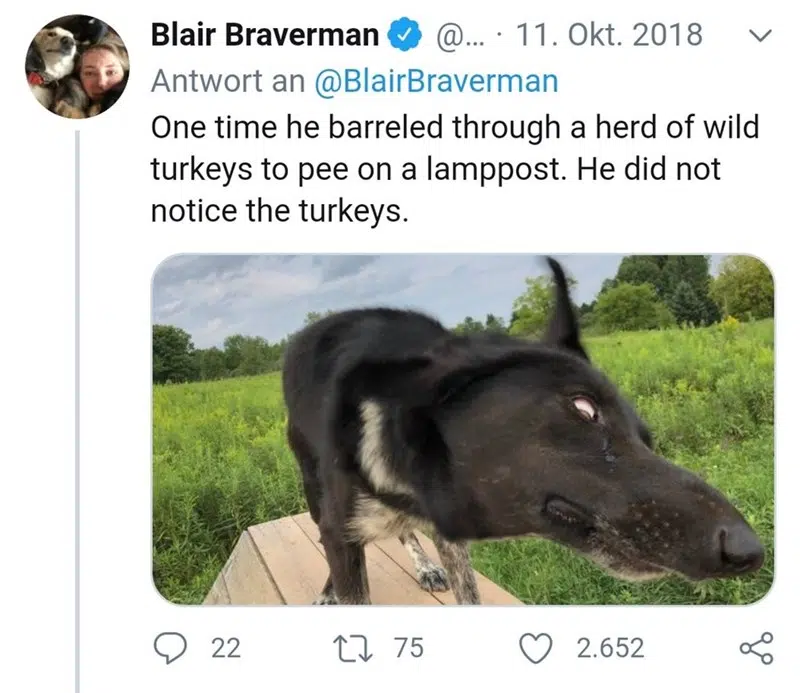 Blair Braverman @... · 11. Okt. 2018
Antwort an @BlairBraverman
One time he barreled through a herd of wild
turkeys to pee on a lamppost. He did not
notice the turkeys.
22 75 2.652